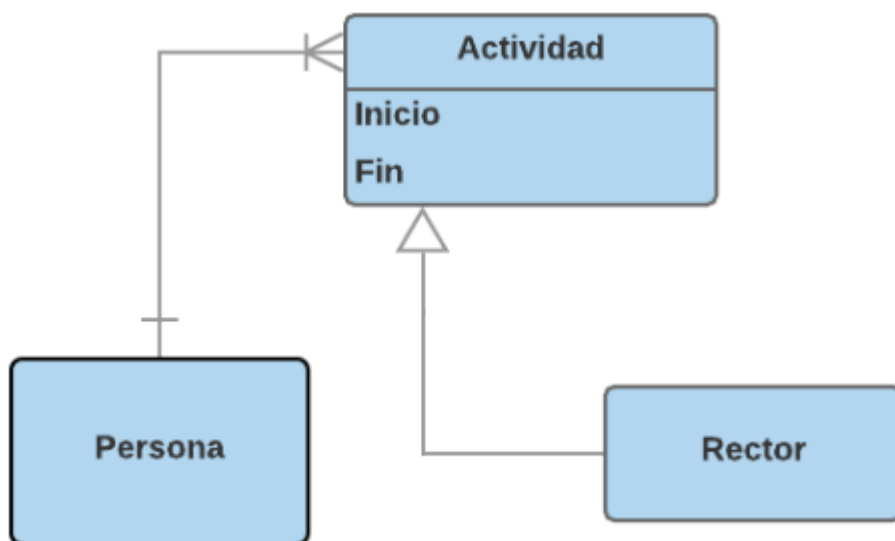 Actividad
Inicio
Fin
Persona
Rector